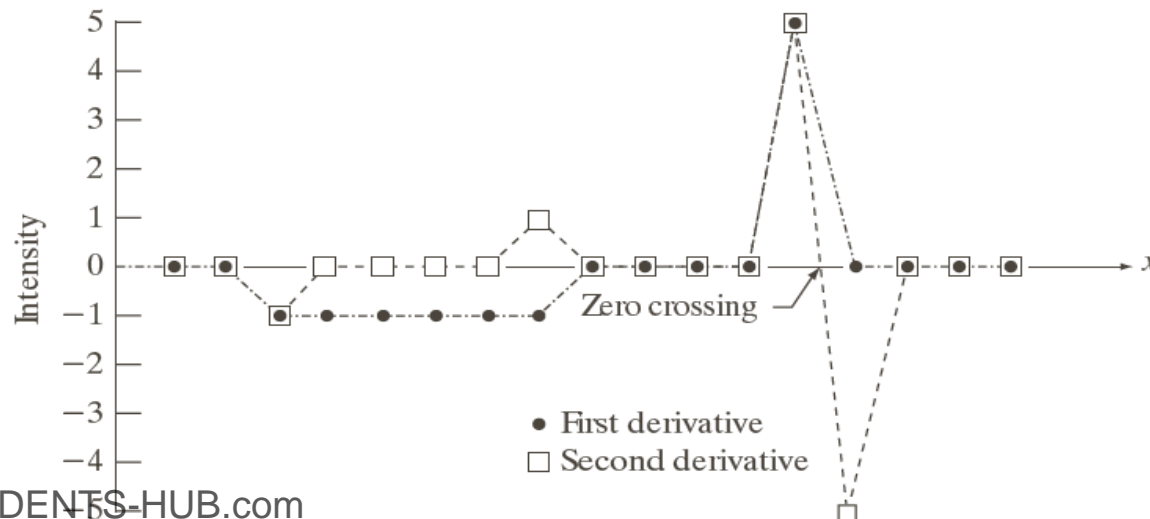 5
4
3
2
1
0
−1
−2
−3
−4
−5
Intensity
x
Zero crossing
First derivative
Second derivative
DENTS-HUB.com